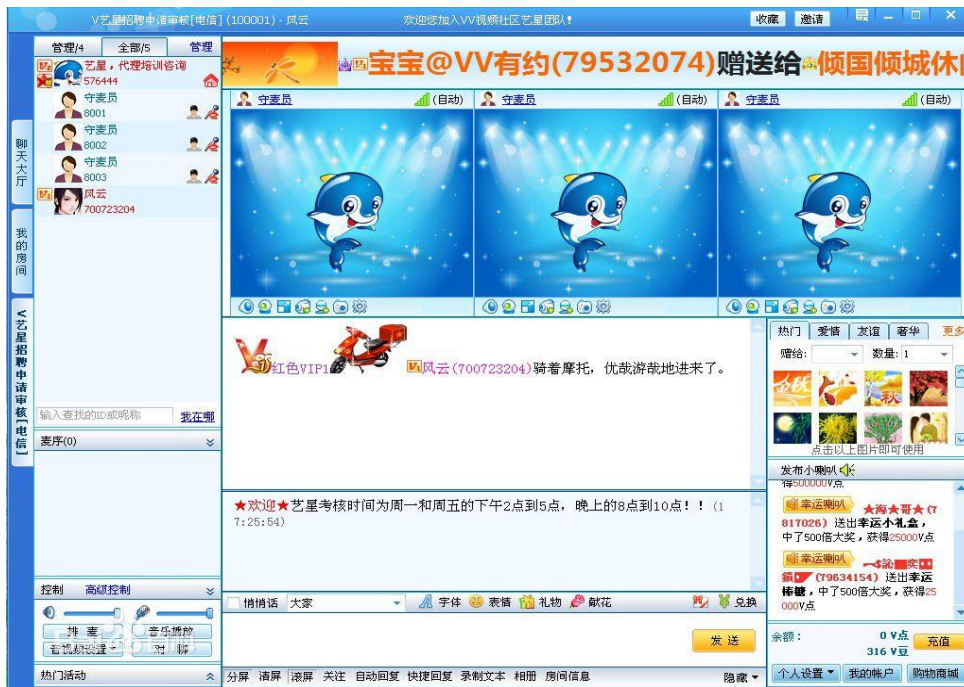 V艺星招聘申请审核[电信] (100001) - 风云
欢迎您加入VV视频社区艺星团队!
收藏
邀请
管理/4
全部/5
管理
艺星，代理培训咨询
576444
守麦员
8001
守麦员
8002
守麦员
8003
风云
700723204
聊天大厅
我的房间
V艺星招聘申请审核[电信]
宝宝@VV有约(79532074)赠送给 倾国倾城休
守麦员
(自动)
守麦员
(自动)
守麦员
(自动)
输入查找的ID或昵称
我在哪
麦序(0)
红色VIP1 风云(700723204)骑着摩托，优哉游哉地进来了。
★欢迎★艺星考核时间为周一和周五的下午2点到5点，晚上的8点到10点！！(1
7:25:54)
热门
爱情
友谊
奢华
更多
赠给:
数量: 1
点击以上图片即可使用
发布小喇叭
得500000V点
幸运喇叭 ★海★哥★(7
817026) 送出幸运小礼盒，
中了500倍大奖，获得25000V点
幸运喇叭
(79634154) 送出幸运
棒糖，中了500倍大奖，获得25
000V点
控制
高级控制
排 麦
音乐播放
音视频设置
对 聊
热门活动
悄悄话
大家
字体
表情
礼物
献花
兑换
发 送
分屏 清屏 滚屏 关注 自动回复 快捷回复 录制文本 相册 房间信息
隐藏
余额:
0 V点
316 V豆
充值
个人设置
我的帐户
购物商城